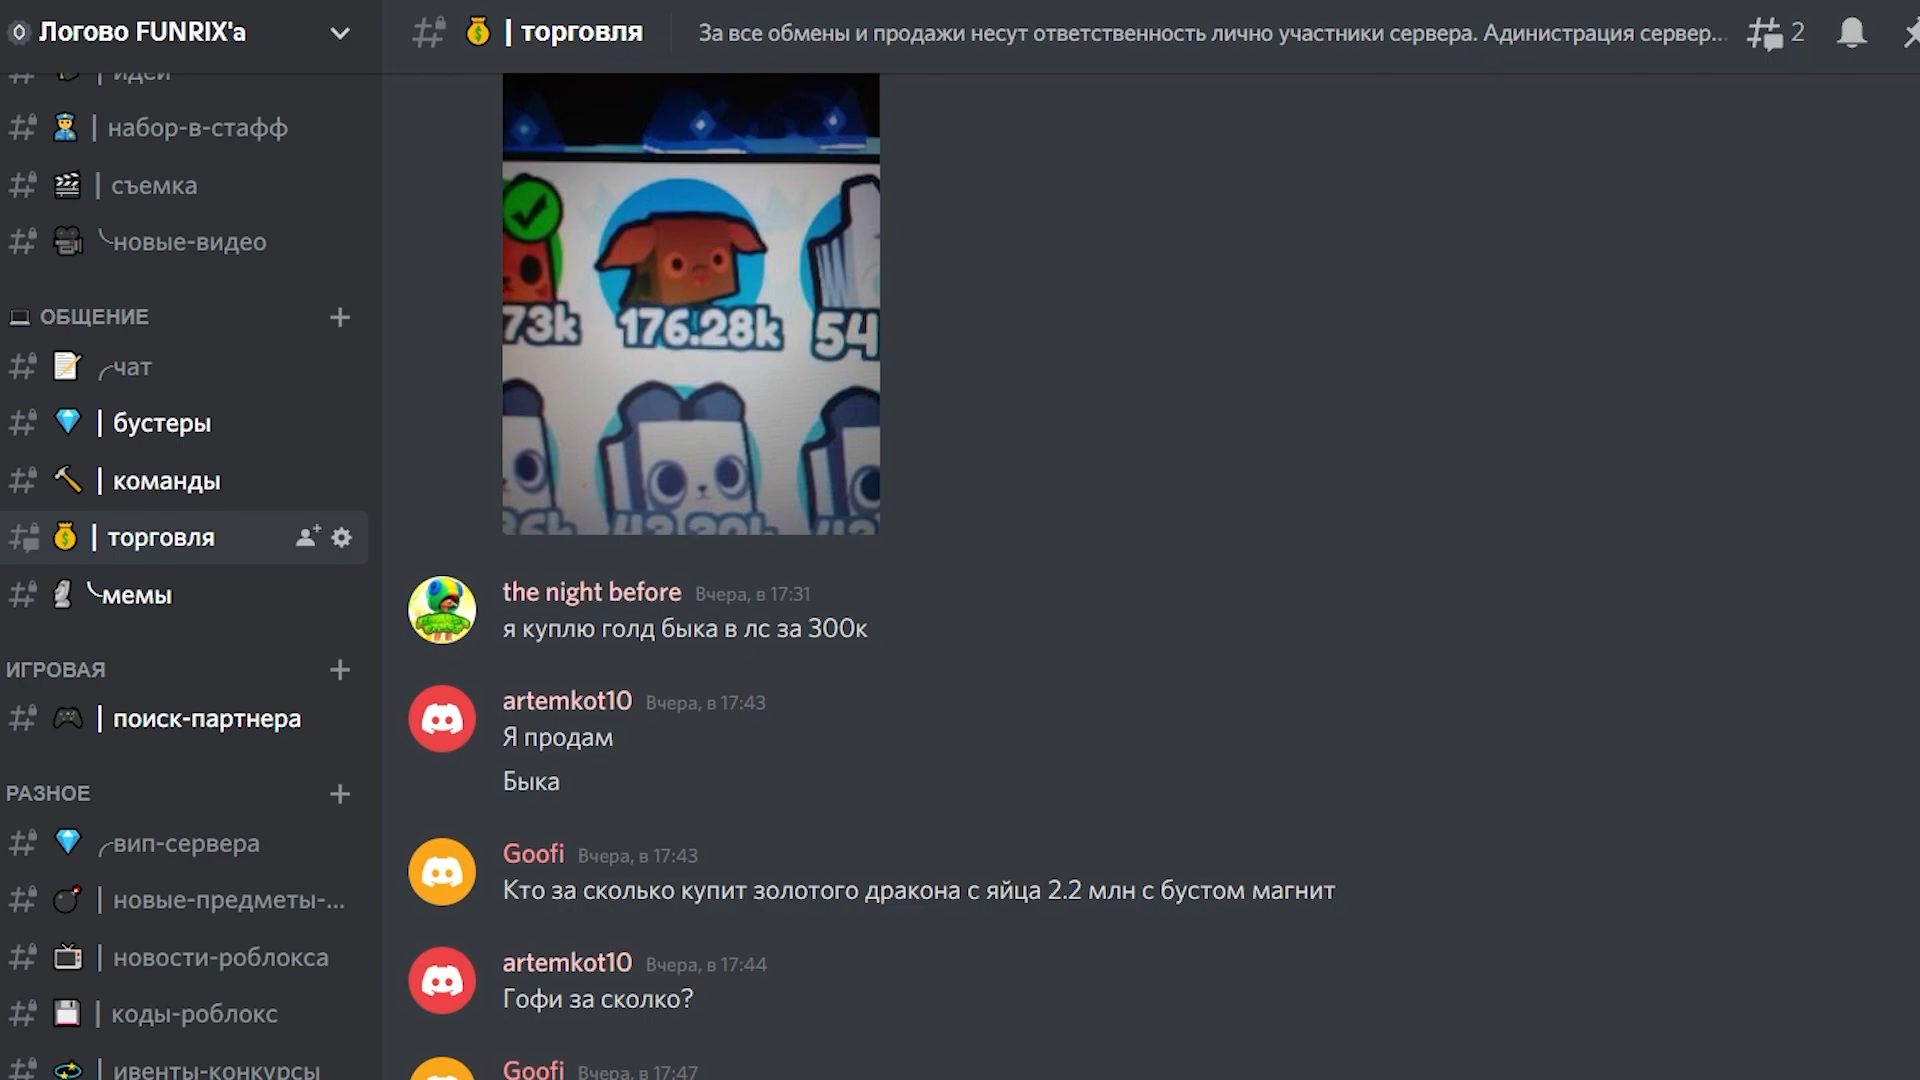 Логово FUNRIX'а
| идеи
| набор-в-стафф
| съемка
╰новые-видео
ОБЩЕНИЕ
╭чат
| бустеры
| команды
| торговля
╰мемы
ИГРОВАЯ
| поиск-партнера
РАЗНОЕ
╭вип-сервера
| новые-предметы-...
| новости-роблокса
| коды-роблокс
| ивенты-конкурсы
| торговля
За все обмены и продажи несут ответственность лично участники сервера. Адинистрация сервер...
2
73k
176.28k
54
the night before Вчера, в 17:31
я куплю голд быка в лс за 300к
artemkot10 Вчера, в 17:43
Я продам
Быка
Goofi Вчера, в 17:43
Кто за сколько купит золотого дракона с яйца 2.2 млн с бустом магнит
artemkot10 Вчера, в 17:44
Гофи за сколко?
Goofi Вчера, в 17:47